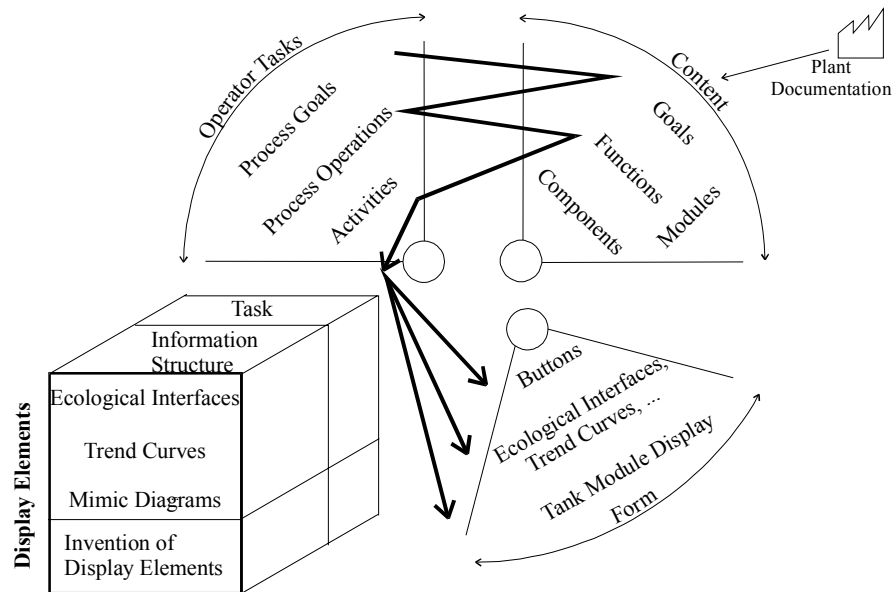 Operator Tasks
Process Goals
Process Operations
Activities
Content
Goals
Functions
Components
Modules
Plant
Documentation
Task
Information
Structure
Ecological Interfaces
Trend Curves
Mimic Diagrams
Invention of
Display Elements
Display Elements
Buttons
Ecological Interfaces,
Trend Curves, ...
Tank Module Display
Form